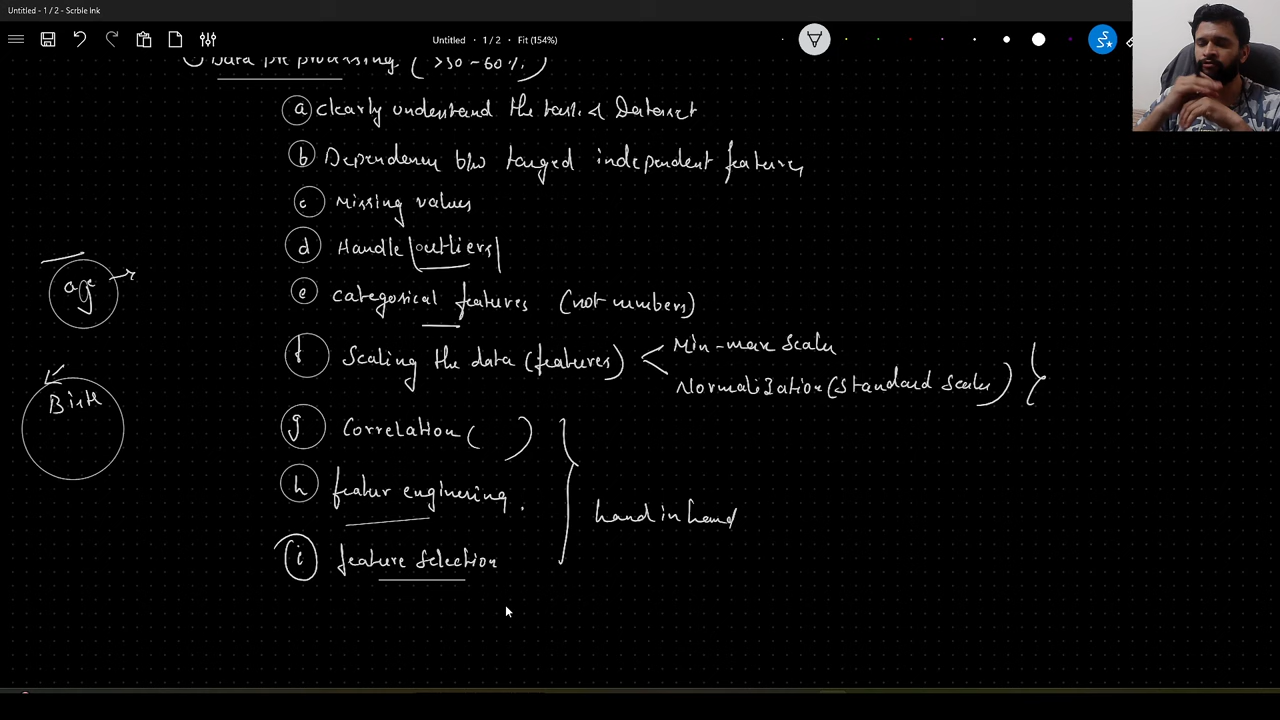 Untitled - 1 / 2 - Scrble Ink
Untitled · 1 / 2 · Fit (154%)
Data pre processing (>50 - 60%)
(a) Clearly understand the task & Dataset
(b) Dependency b/w target independent features
(c) Missing values
(d) Handle |outliers|
(e) categorical features (not numbers)
(f) Scaling the data (features) < Min-max Scaler
Normalization (Standard Scaler)
(g) Correlation ( )
(h) featur enginering.
(i) feature selection
hand in hand
age
Birth